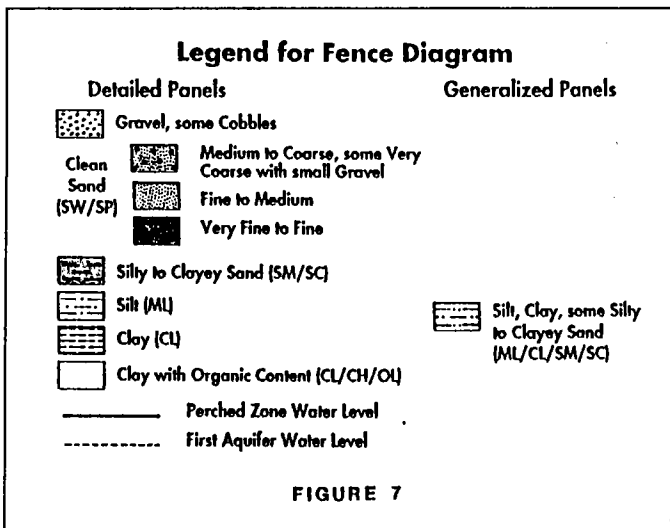 Legend for Fence Diagram
Detailed Panels
Generalized Panels
Gravel, some Cobbles
Clean
Sand
(SW/SP)
Medium to Coarse, some Very
Coarse with small Gravel
Fine to Medium
Very Fine to Fine
Silty to Clayey Sand (SM/SC)
Silt (ML)
Clay (CL)
Clay with Organic Content (CL/CH/OL)
Silt, Clay, some Silty
to Clayey Sand
(ML/CL/SM/SC)
Perched Zone Water Level
First Aquifer Water Level
FIGURE 7